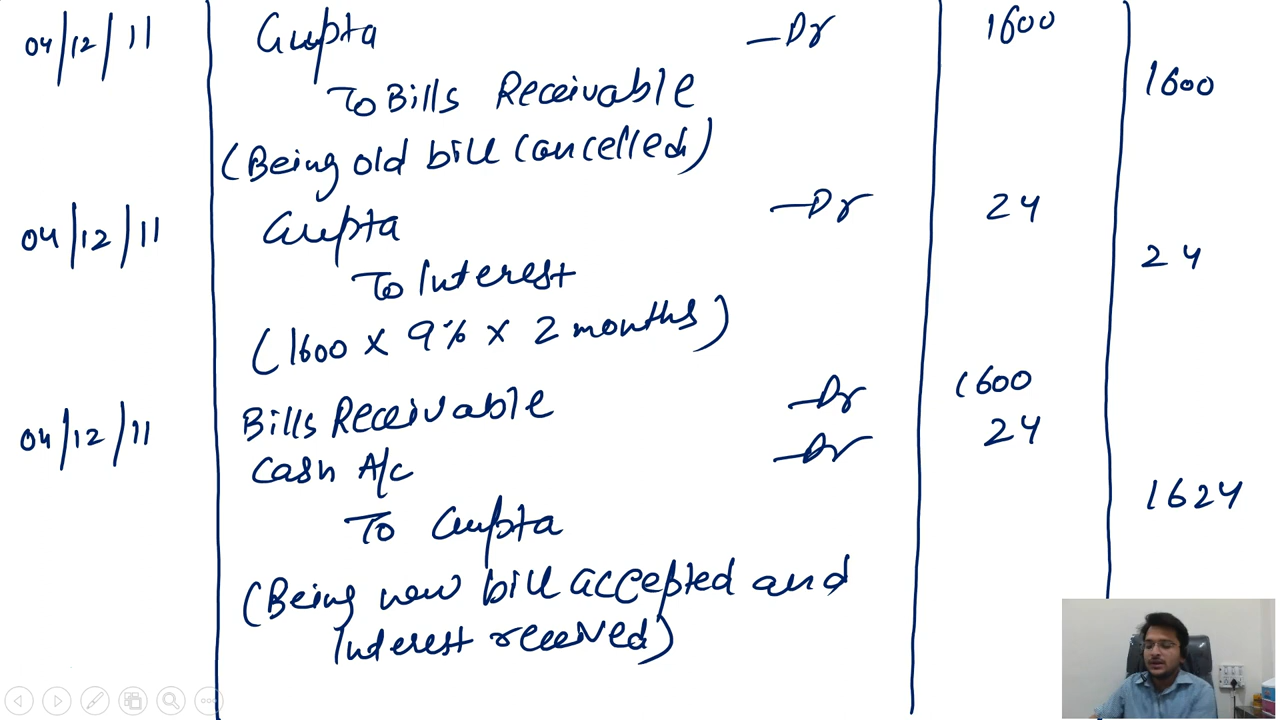 04/12/11 Gupta —Dr 1600
To Bills Receivable 1600
(Being old bill cancelled)
04/12/11 Gupta —Dr 24
To Interest 24
(1600 x 9% x 2 months)
04/12/11 Bills Receivable —Dr 1600
Cash A/c —Dr 24
To Gupta 1624
(Being new bill accepted and
Interest received)